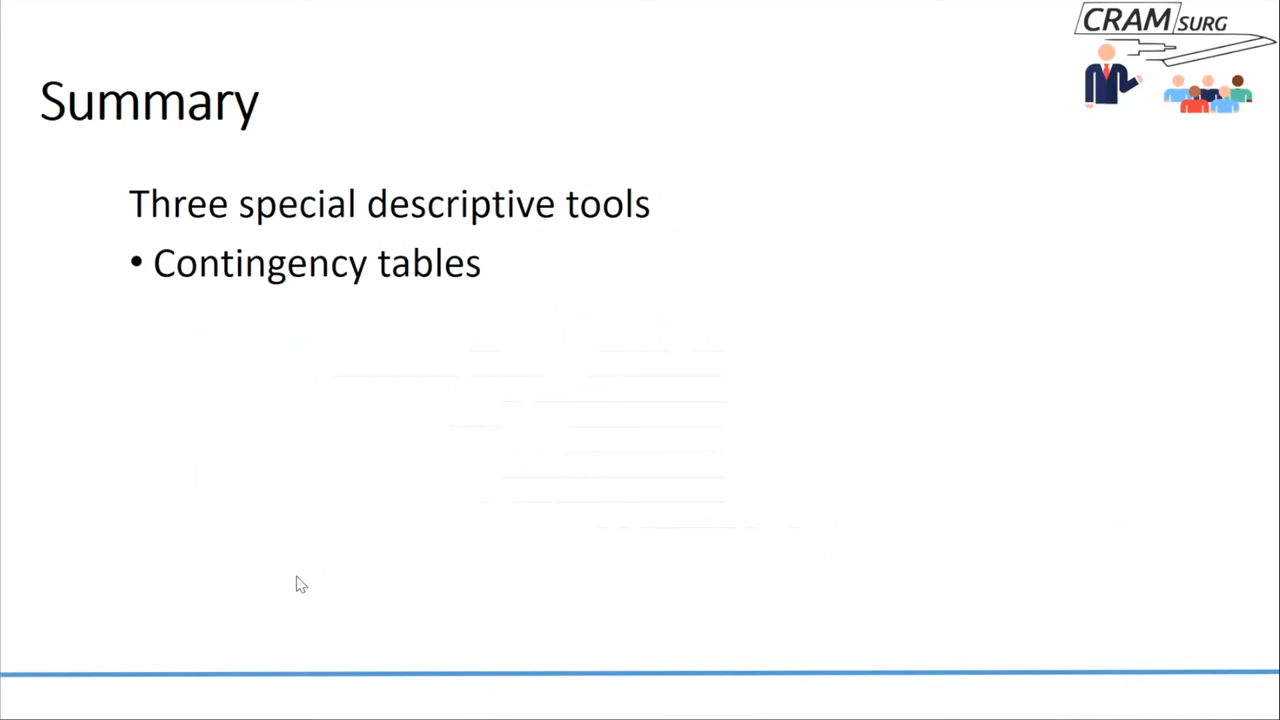 CRAM SURG
Summary
Three special descriptive tools
• Contingency tables